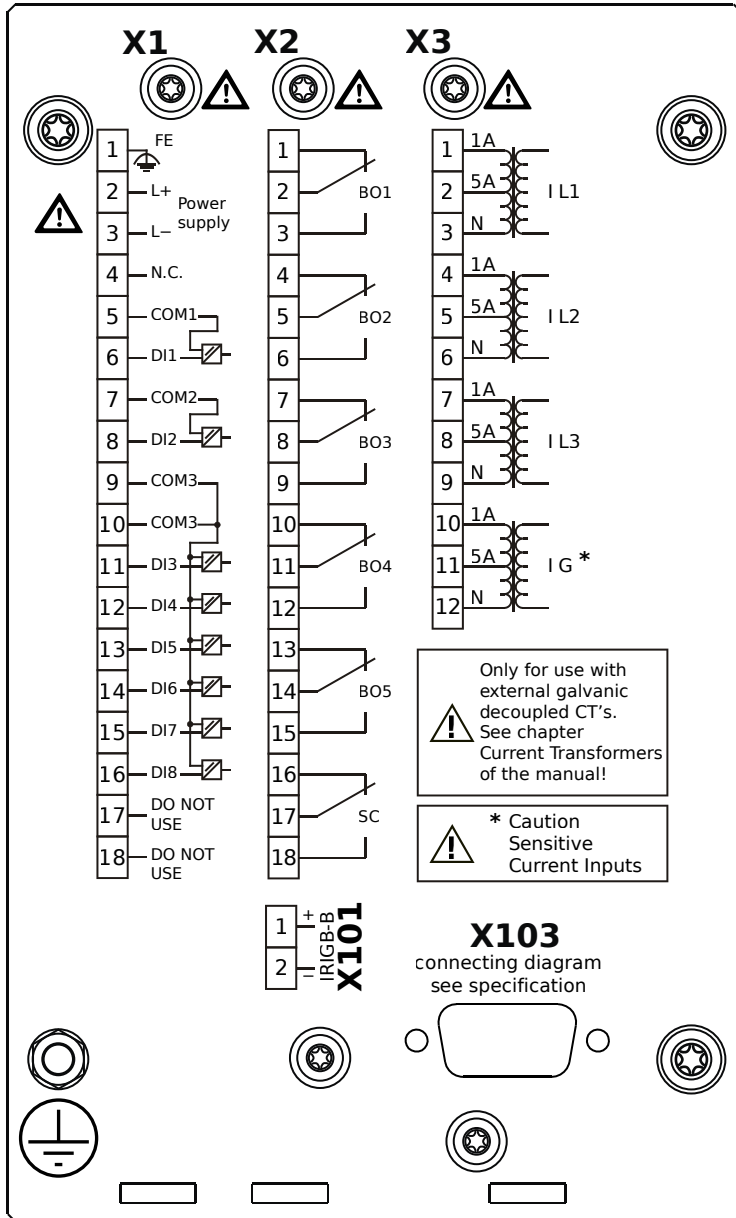 X1 X2 X3
1 FE
2 L+
Power
supply
3 L−
4 N.C.
5 COM1
6 DI1
7 COM2
8 DI2
9 COM3
10 COM3
11 DI3
12 DI4
13 DI5
14 DI6
15 DI7
16 DI8
17 DO NOT
USE
18 DO NOT
USE
1
2 BO1
3
4
5 BO2
6
7
8 BO3
9
10
11 BO4
12
13
14 BO5
15
16
17 SC
18
1 1A
2 5A I L1
3 N
4 1A
5 5A I L2
6 N
7 1A
8 5A I L3
9 N
10 1A
11 5A I G *
12 N
! Only for use with
external galvanic
decoupled CT's.
See chapter
Current Transformers
of the manual!
! * Caution
Sensitive
Current Inputs
1 +
2 −
IRIGB-B
X101
X103
connecting diagram
see specification